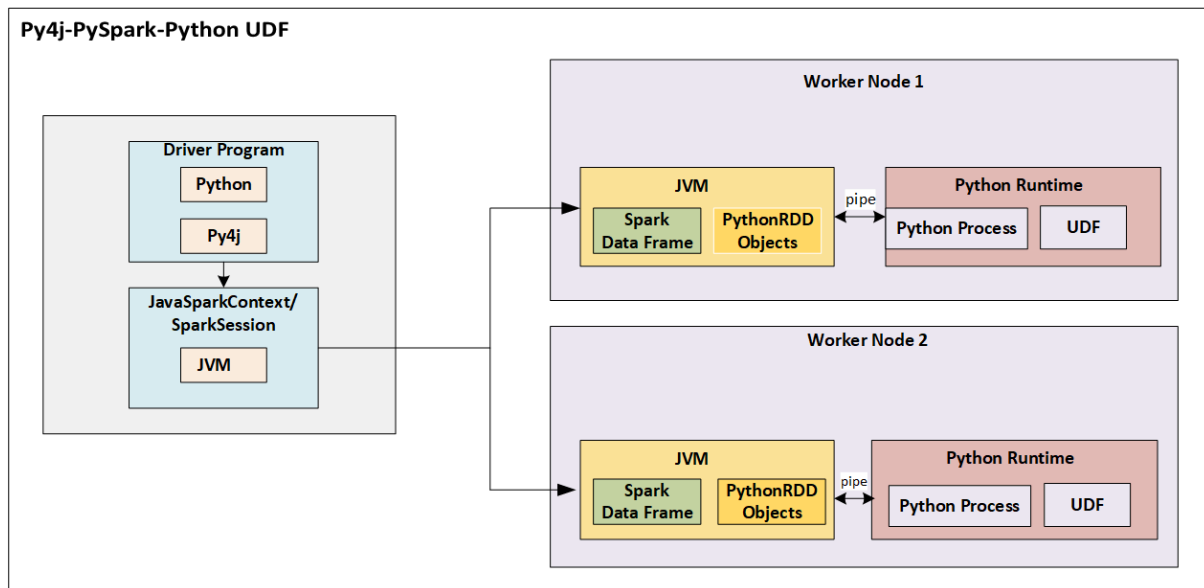 Py4j-PySpark-Python UDF
Driver Program
Python
Py4j
JavaSparkContext/
SparkSession
JVM
Worker Node 1
JVM
Spark
Data Frame
PythonRDD
Objects
pipe
Python Runtime
Python Process
UDF
Worker Node 2
JVM
Spark
Data Frame
PythonRDD
Objects
pipe
Python Runtime
Python Process
UDF